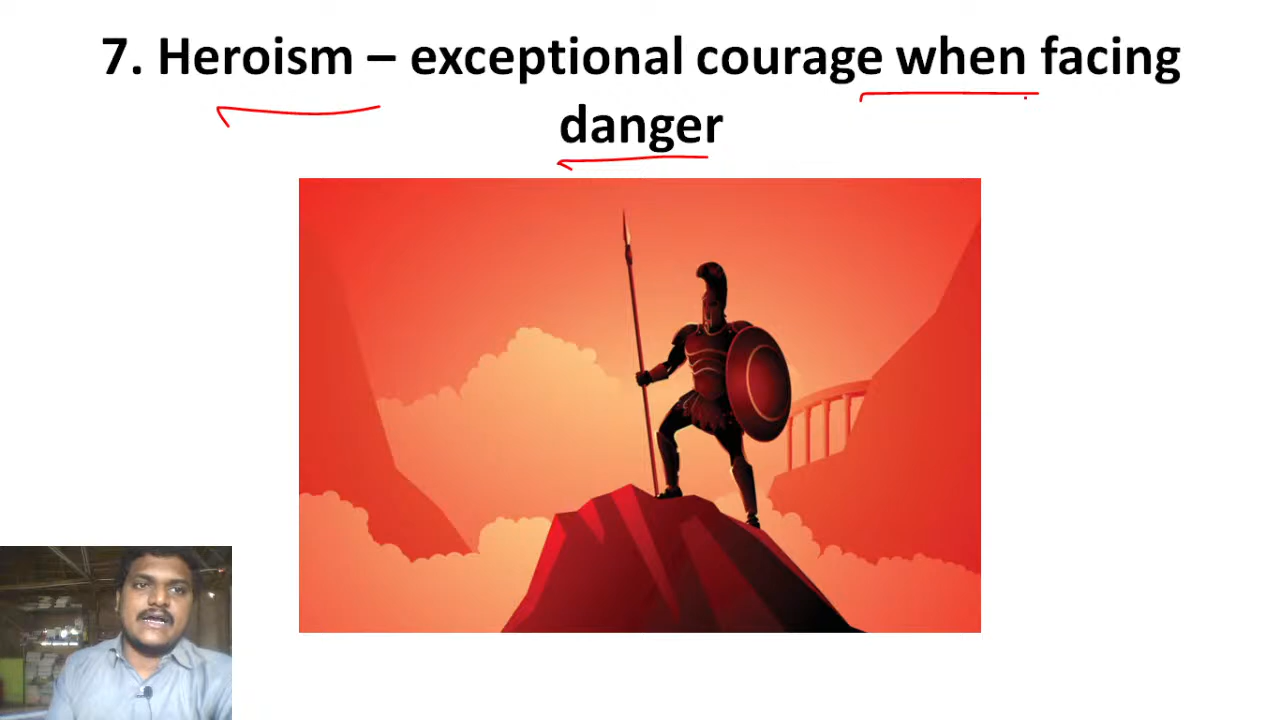 7. Heroism – exceptional courage when facing
danger